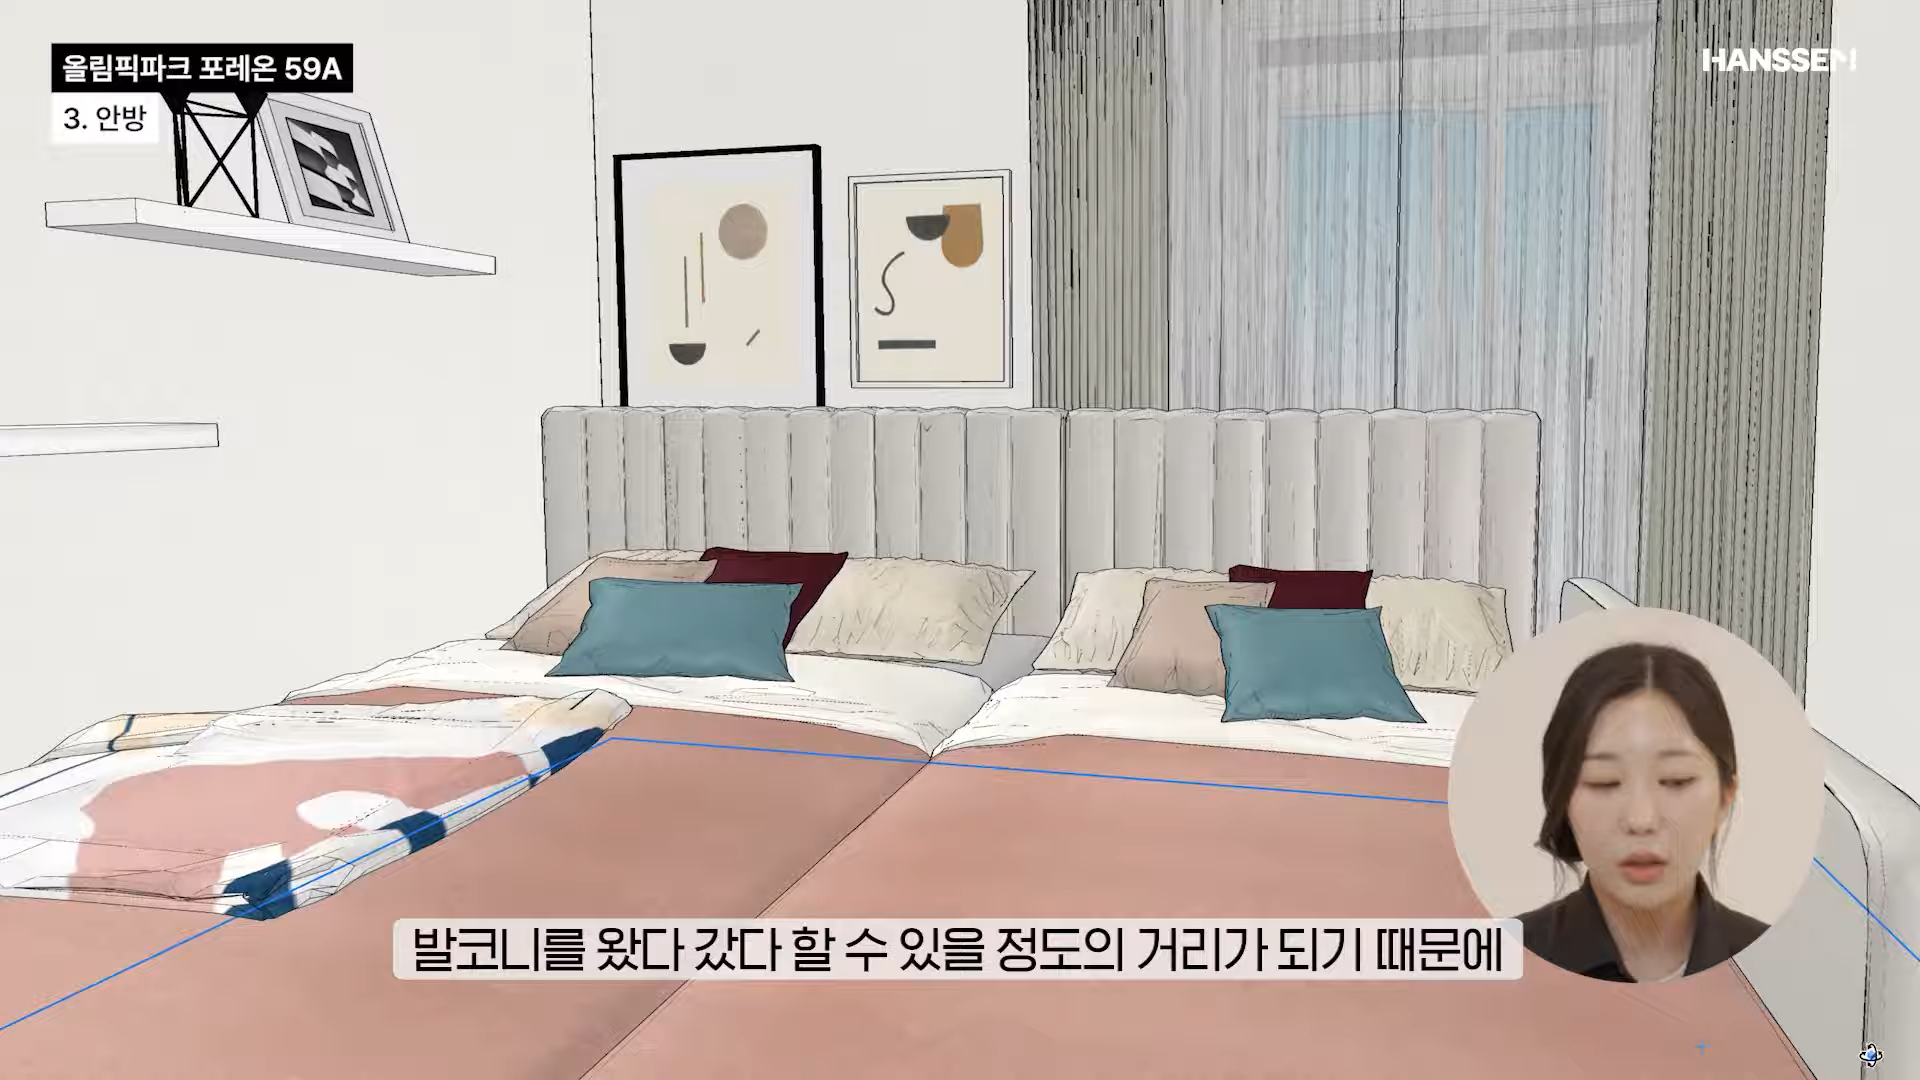 올림픽파크 포레온 59A
3. 안방
HANSSEM
발코니를 왔다 갔다 할 수 있을 정도의 거리가 되기 때문에